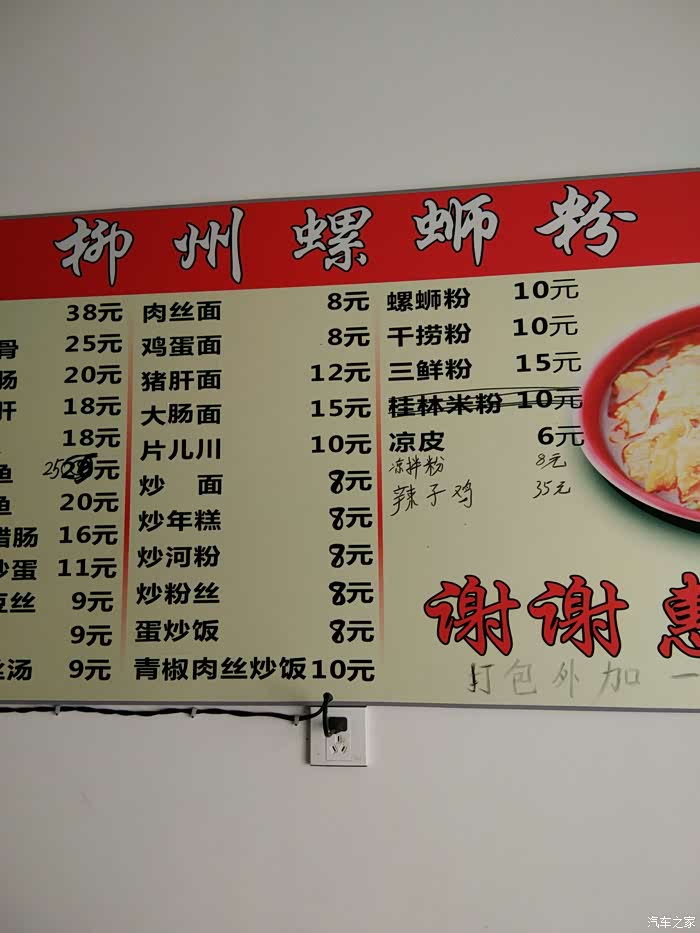 柳州螺蛳粉
38元
骨 25元
肠 20元
肝 18元
18元
鱼 25元
鱼 20元
腊肠 16元
炒蛋 11元
豆丝 9元
9元
丝汤 9元
肉丝面 8元
鸡蛋面 8元
猪肝面 12元
大肠面 15元
片儿川 10元
炒 面 8元
炒年糕 8元
炒河粉 8元
炒粉丝 8元
蛋炒饭 8元
青椒肉丝炒饭 10元
螺蛳粉 10元
干捞粉 10元
三鲜粉 15元
桂林米粉 10元
凉皮 6元
凉拌粉 8元
辣子鸡 35元
谢谢惠
打包外加一
汽车之家